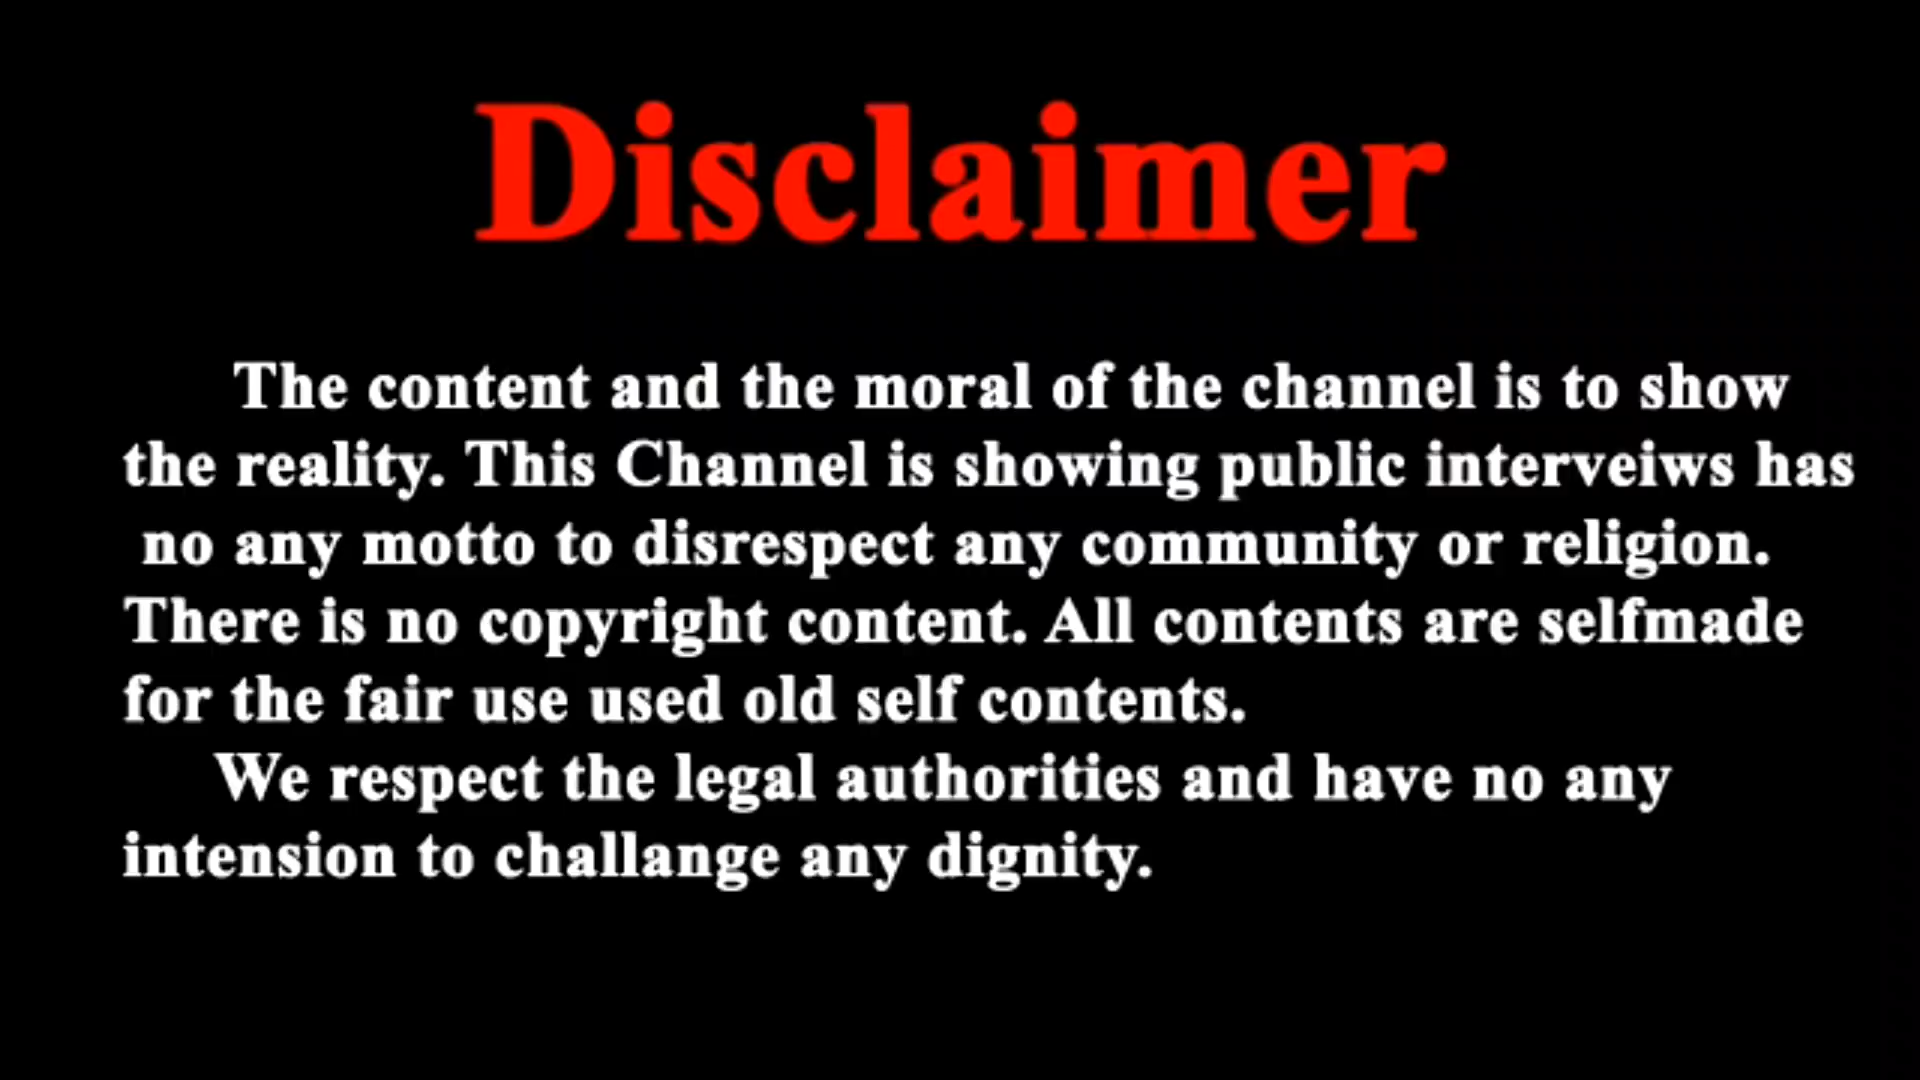 Disclaimer
The content and the moral of the channel is to show
the reality. This Channel is showing public interveiws has
no any motto to disrespect any community or religion.
There is no copyright content. All contents are selfmade
for the fair use used old self contents.
We respect the legal authorities and have no any
intension to challange any dignity.